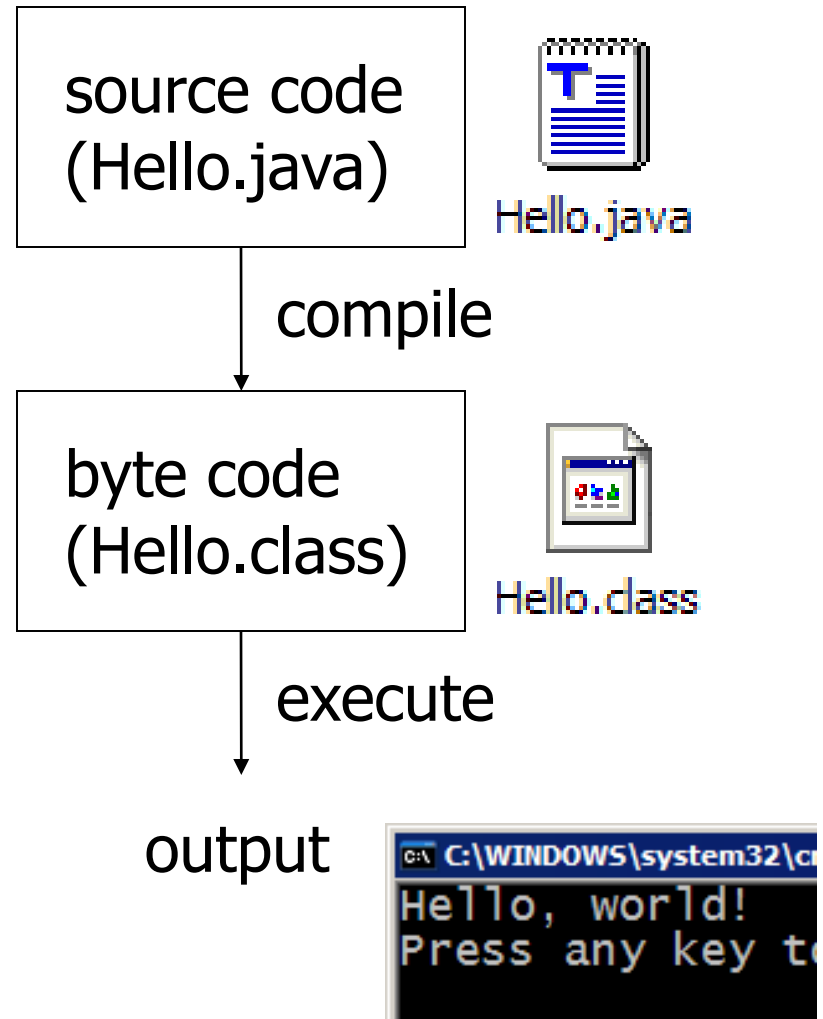 source code
(Hello.java)
Hello.java
compile
byte code
(Hello.class)
Hello.class
execute
output
C:\WINDOWS\system32\
Hello, world!
Press any key